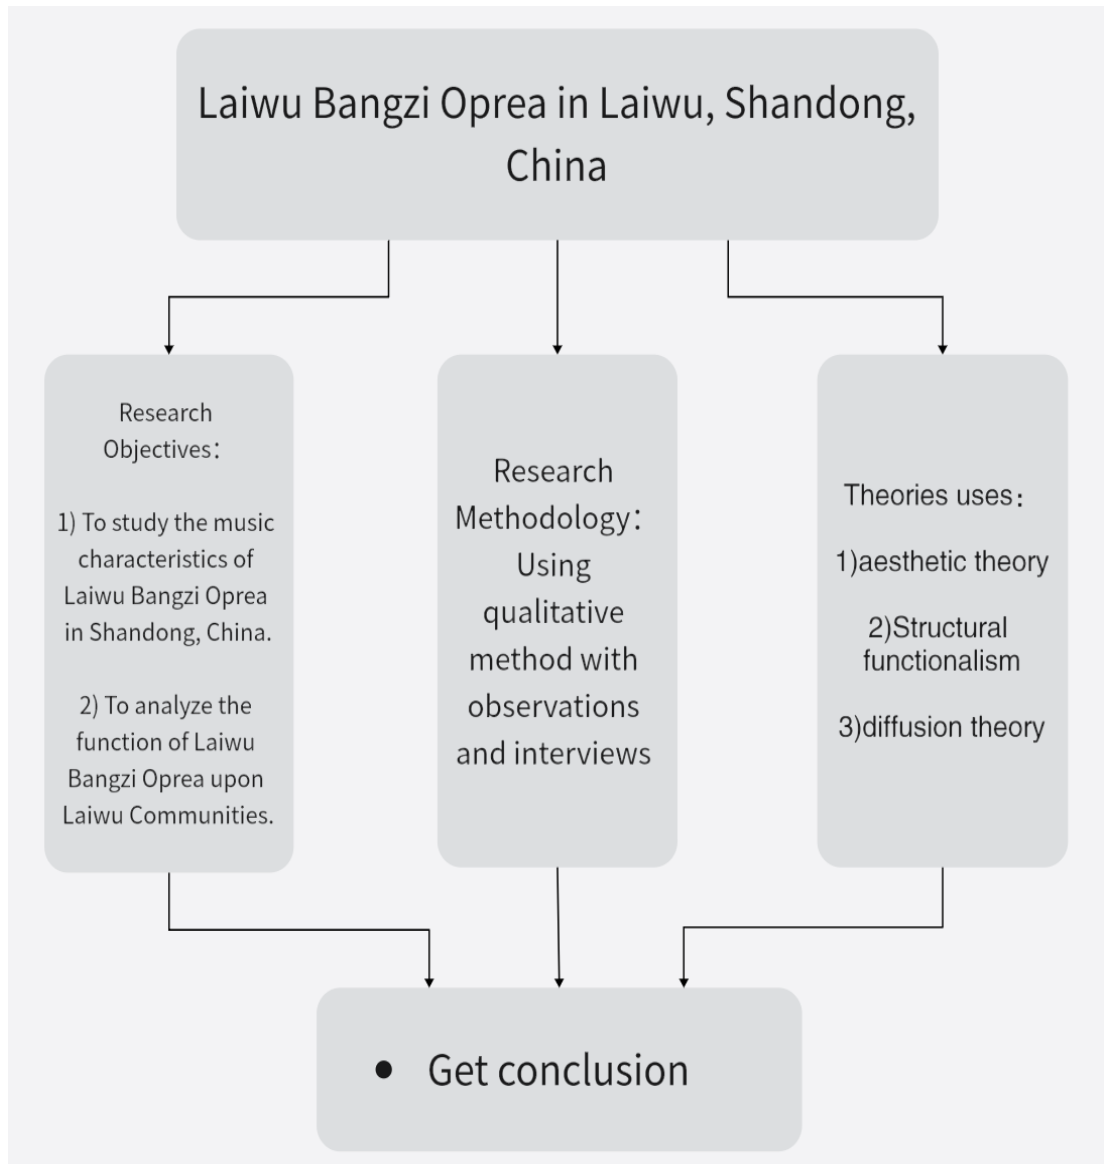 Laiwu Bangzi Oprea in Laiwu, Shandong,
China
Research
Objectives：
1) To study the music
characteristics of
Laiwu Bangzi Oprea
in Shandong, China.
2) To analyze the
function of Laiwu
Bangzi Oprea upon
Laiwu Communities.
Research
Methodology：
Using
qualitative
method with
observations
and interviews
Theories uses：
1)aesthetic theory
2)Structural
functionalism
3)diffusion theory
• Get conclusion